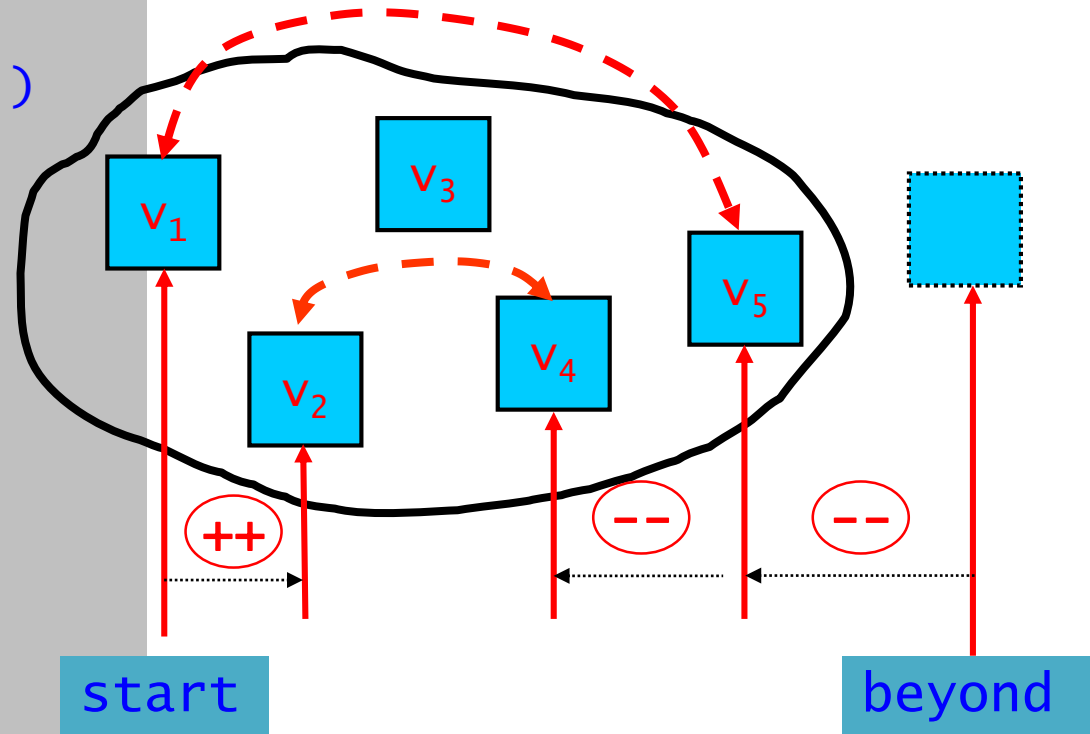 )
v₃
v₁
v₅
v₄
v₂
++
--
--
start
beyond